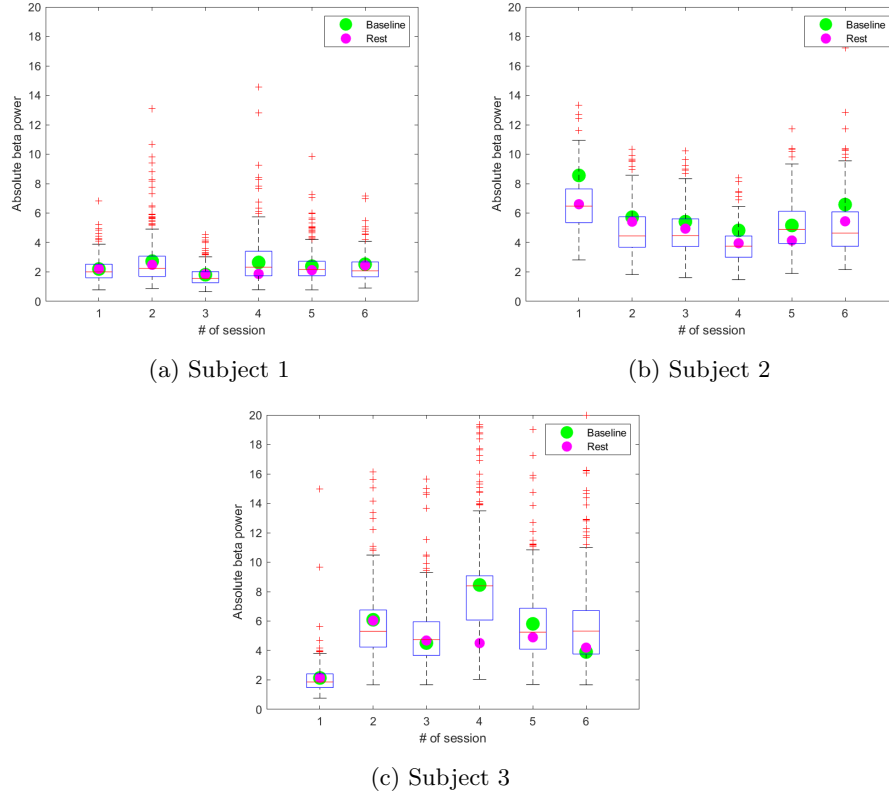 20
18
16
14
12
10
8
6
4
2
0
Absolute beta power
Baseline
Rest
1 2 3 4 5 6
# of session
(a) Subject 1
20
18
16
14
12
10
8
6
4
2
0
Absolute beta power
Baseline
Rest
1 2 3 4 5 6
# of session
(b) Subject 2
20
18
16
14
12
10
8
6
4
2
0
Absolute beta power
Baseline
Rest
1 2 3 4 5 6
# of session
(c) Subject 3